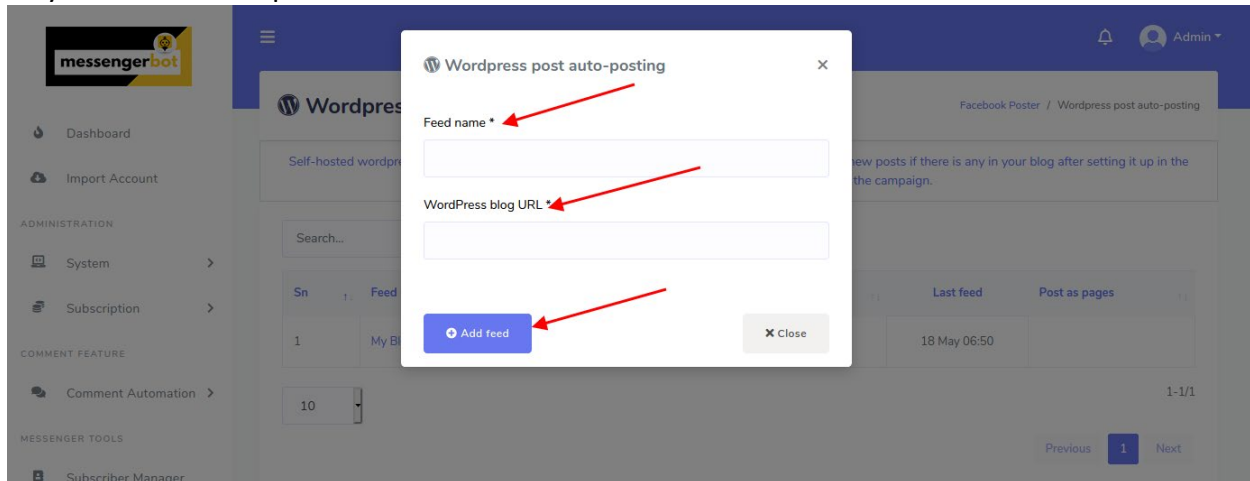 messengerbot
Admin
Wordpress post auto-posting
×
Wordpres
Facebook Poster / Wordpress post auto-posting
Feed name *
Dashboard
Self-hosted wordpre
new posts if there is any in your blog after setting it up in the
the campaign.
Import Account
WordPress blog URL *
ADMINISTRATION
Search...
System
Sn
Feed
Last feed
Post as pages
Subscription
Add feed
Close
1
My
18 May 06:50
COMMENT FEATURE
Comment Automation
10
1-1/1
MESSENGER TOOLS
Previous
1
Next
Subscriber Manager